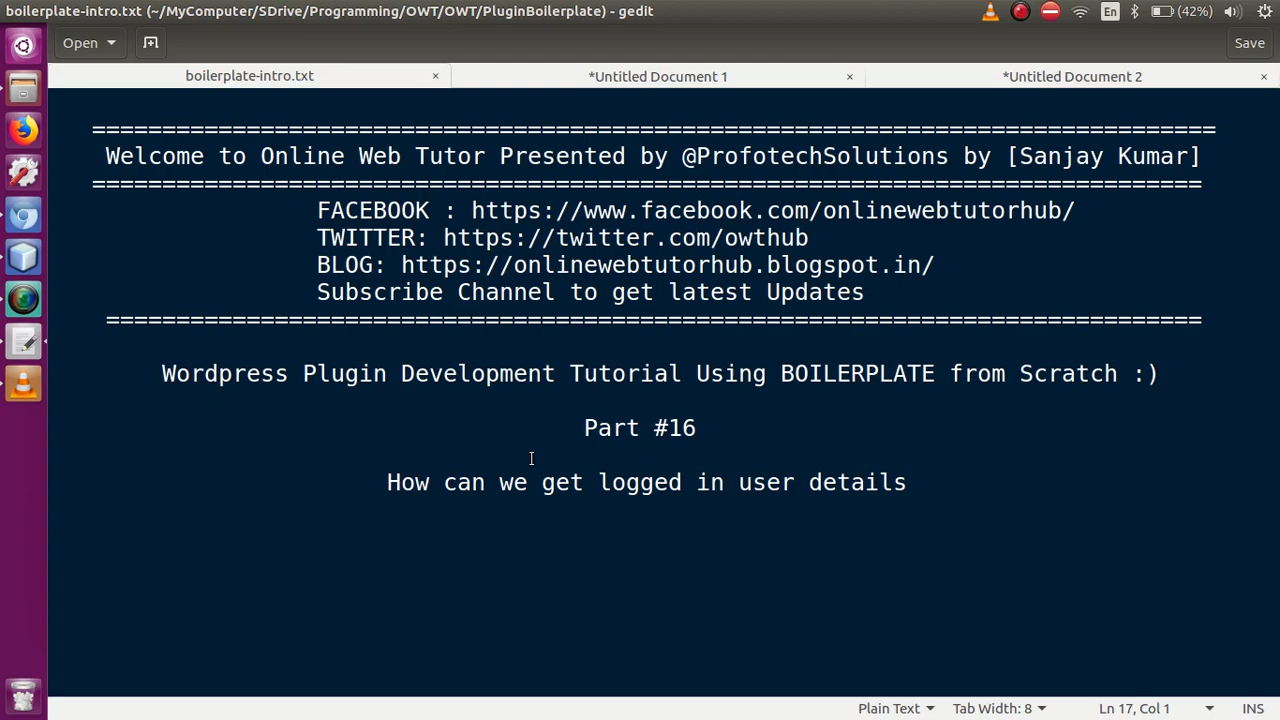 boilerplate-intro.txt (~/MyComputer/SDrive/Programming/OWT/OWT/PluginBoilerplate) - gedit
En
(42%)
Open
Save
boilerplate-intro.txt
*Untitled Document 1
*Untitled Document 2
================================================================================
Welcome to Online Web Tutor Presented by @ProfotechSolutions by [Sanjay Kumar]
===============================================================================
FACEBOOK : https://www.facebook.com/onlinewebtutorhub/
TWITTER: https://twitter.com/owthub
BLOG: https://onlinewebtutorhub.blogspot.in/
Subscribe Channel to get latest Updates
==============================================================================
Wordpress Plugin Development Tutorial Using BOILERPLATE from Scratch :)
Part #16
How can we get logged in user details
Plain Text
Tab Width: 8
Ln 17, Col 1
INS